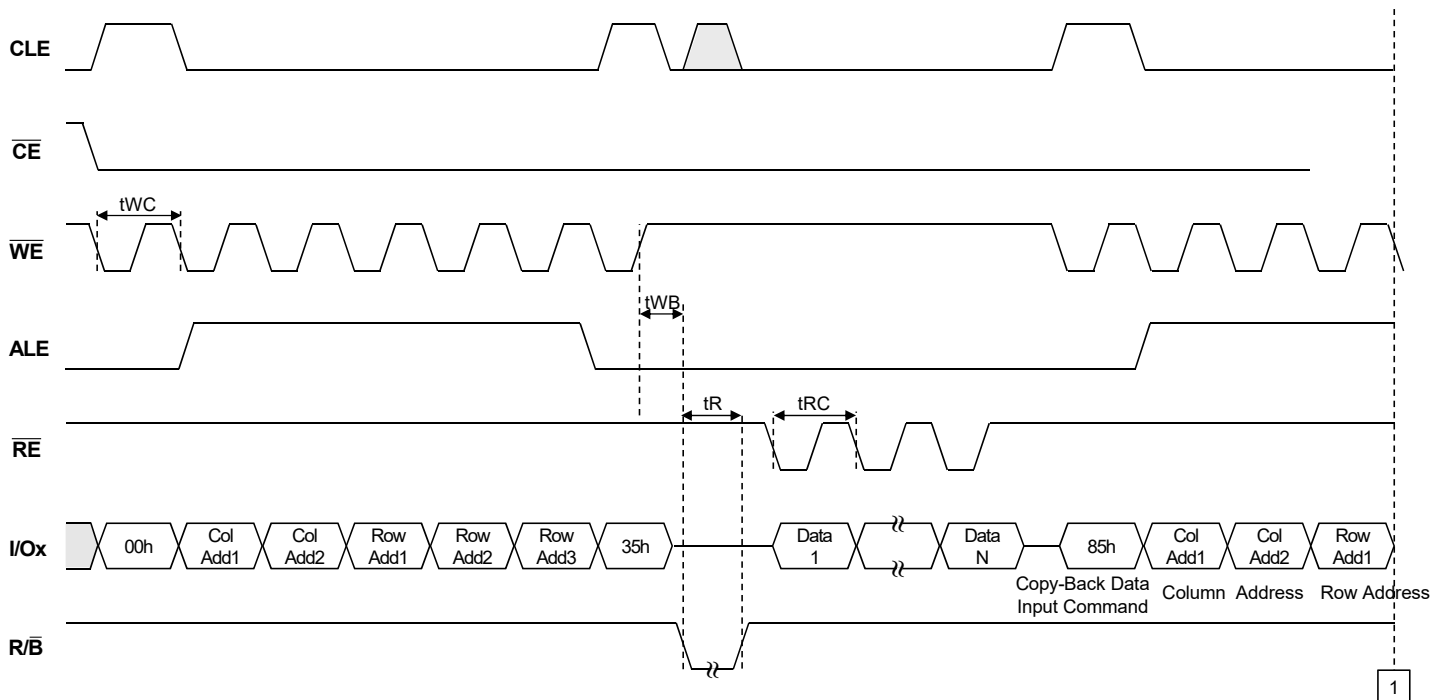 CLE
CE
tWC
WE
tWB
ALE
tR
tRC
RE
I/Ox
00h
Col
Add1
Col
Add2
Row
Add1
Row
Add2
Row
Add3
35h
Data
1
Data
N
85h
Col
Add1
Col
Add2
Row
Add1
Copy-Back Data
Input Command
Column Address
Row Address
R/B
1